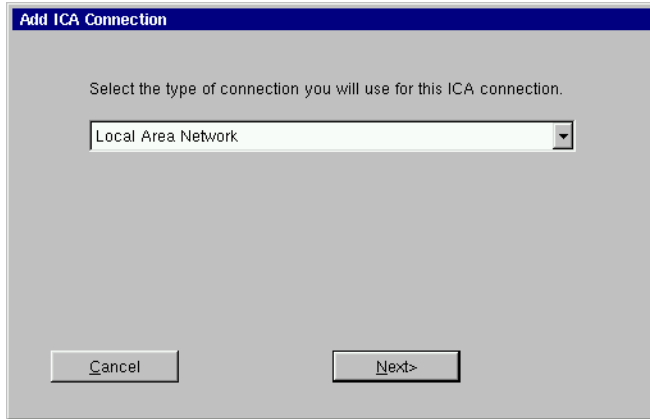 Add ICA Connection
Select the type of connection you will use for this ICA connection.
Local Area Network
Cancel
Next>